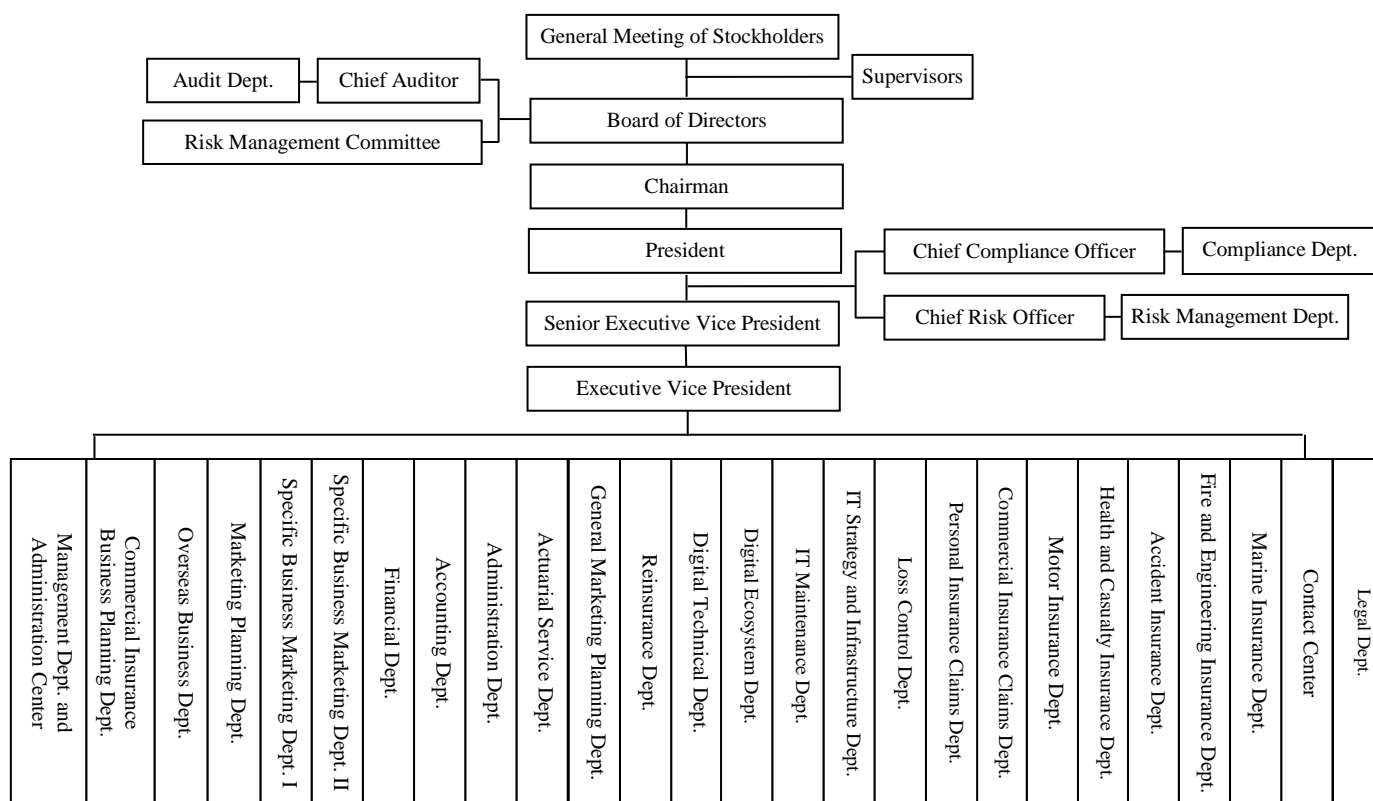 General Meeting of Stockholders
Supervisors
Audit Dept.
Chief Auditor
Board of Directors
Risk Management Committee
Chairman
President
Chief Compliance Officer
Compliance Dept.
Senior Executive Vice President
Chief Risk Officer
Risk Management Dept.
Executive Vice President
Management Dept. and
Administration Center
Commercial Insurance
Business Planning Dept.
Overseas Business Dept.
Marketing Planning Dept.
Specific Business Marketing Dept. I
Specific Business Marketing Dept. II
Financial Dept.
Accounting Dept.
Administration Dept.
Actuarial Service Dept.
General Marketing Planning Dept.
Reinsurance Dept.
Digital Technical Dept.
Digital Ecosystem Dept.
IT Maintenance Dept.
IT Strategy and Infrastructure Dept.
Loss Control Dept.
Personal Insurance Claims Dept.
Commercial Insurance Claims Dept.
Motor Insurance Dept.
Health and Casualty Insurance Dept.
Accident Insurance Dept.
Fire and Engineering Insurance Dept.
Marine Insurance Dept.
Contact Center
Legal Dept.